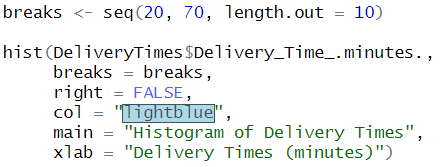 breaks <- seq(20, 70, length.out = 10)
hist(DeliveryTimes$Delivery_Time_.minutes.,
breaks = breaks,
right = FALSE,
col = "lightblue",
main = "Histogram of Delivery Times",
xlab = "Delivery Times (minutes)")